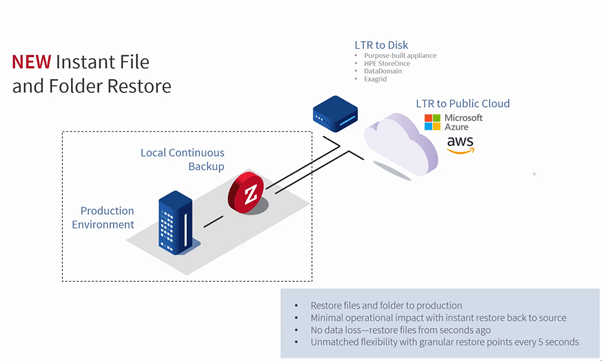 NEW Instant File
and Folder Restore
LTR to Disk
• Purpose-built appliance
• HPE StoreOnce
• DataDomain
• Exagrid
LTR to Public Cloud
Microsoft
Azure
aws
Local Continuous
Backup
Z
Production
Environment
• Restore files and folder to production
• Minimal operational impact with instant restore back to source
• No data loss—restore files from seconds ago
• Unmatched flexibility with granular restore points every 5 seconds